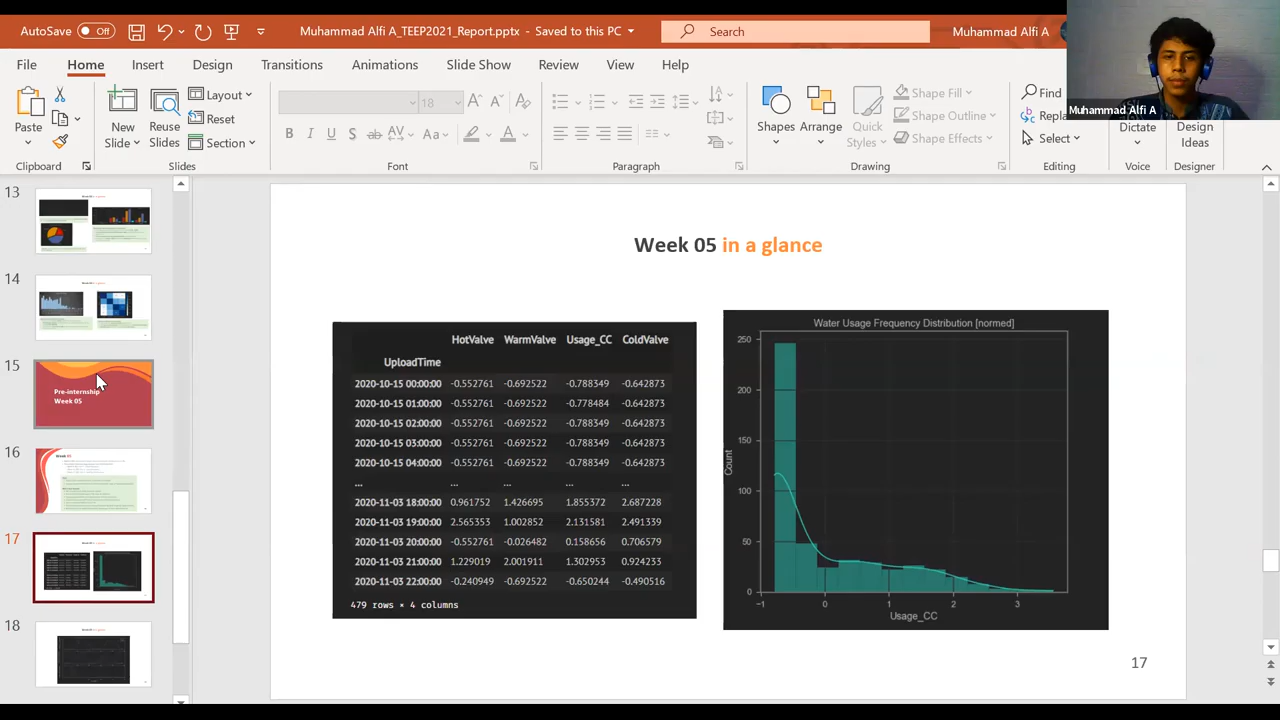 AutoSave Off
Muhammad Alfi A_TEEP2021_Report.pptx - Saved to this PC
Search
Muhammad Alfi A
File Home Insert Design Transitions Animations Slide Show Review View Help
Paste
Clipboard
New Slide
Reuse Slides
Layout
Reset
Section
Slides
18
Font
Paragraph
Shapes
Arrange
Quick Styles
Shape Fill
Shape Outline
Shape Effects
Drawing
Find
Select
Editing
Dictate
Voice
Design Ideas
Designer
Muhammad Alfi A
13
14
15
Pre-internship
Week 05
16
Week 05
17
18
Week 05 in a glance
HotValve WarmValve Usage_CC ColdValve
UploadTime
2020-10-15 00:00:00 -0.552761 -0.692522 -0.788349 -0.642873
2020-10-15 01:00:00 -0.552761 -0.692522 -0.778484 -0.642873
2020-10-15 02:00:00 -0.552761 -0.692522 -0.788349 -0.642873
2020-10-15 03:00:00 -0.552761 -0.692522 -0.788349 -0.642873
2020-10-15 04:00:00 -0.552761 -0.692522 -0.788349 -0.642873
... ... ... ... ...
2020-11-03 18:00:00 0.961752 1.426695 1.855372 2.687228
2020-11-03 19:00:00 2.565353 1.002852 2.131581 2.491339
2020-11-03 20:00:00 -0.552761 -0.026482 0.158656 0.706579
2020-11-03 21:00:00 1.229019 2.001911 1.302953 0.924233
2020-11-03 22:00:00 -0.240949 -0.692522 -0.650244 -0.490516
479 rows × 4 columns
Water Usage Frequency Distribution [normed]
250
200
150
100
50
0
Count
-1 0 1 2 3
Usage_CC
17